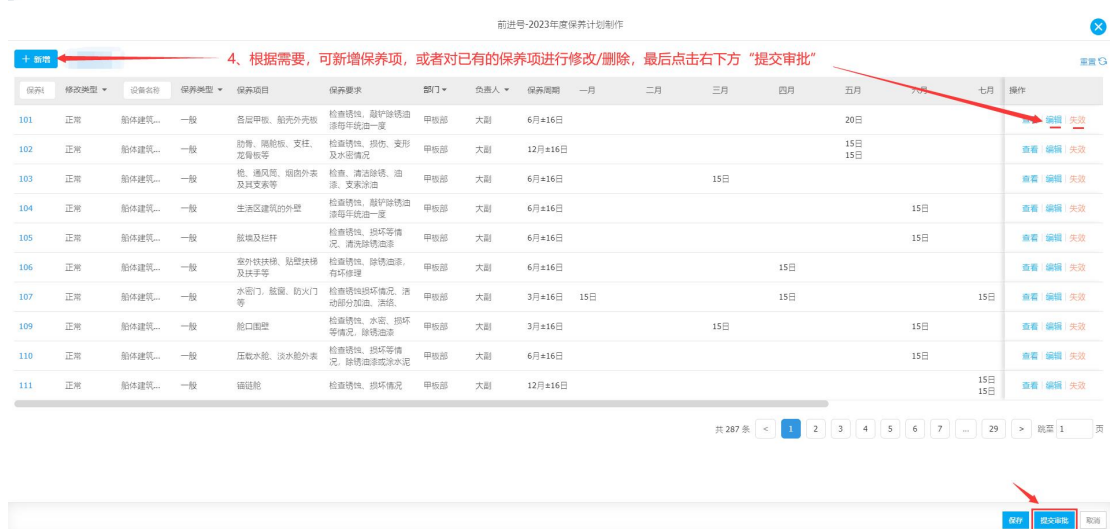 前进号-2023年度保养计划制作
+ 新增
4、根据需要，可新增保养项，或者对已有的保养项进行修改/删除，最后点击右下方“提交审批”
重置
保养 修改类型 设备名称 保养类型 保养项目 保养要求 部门 负责人 保养周期 一月 二月 三月 四月 五月 六月 七月 操作
101 正常 船体建筑... 一般 各层甲板、船壳外壳板 检查锈蚀、敲铲除锈油漆每年统油一度 甲板部 大副 6月±16日 20日 查看 编辑 失效
102 正常 船体建筑... 一般 肋骨、隔舱板、支柱、龙骨板等 检查锈蚀、损伤、变形及水密情况 甲板部 大副 12月±16日 15日 15日 查看 编辑 失效
103 正常 船体建筑... 一般 桅、通风筒、烟囱外表及其支索等 检查、清洁除锈、油漆、支索涂油 甲板部 大副 6月±16日 15日 查看 编辑 失效
104 正常 船体建筑... 一般 生活区建筑的外壁 检查锈蚀、敲铲除锈油漆每年统油一度 甲板部 大副 6月±16日 15日 查看 编辑 失效
105 正常 船体建筑... 一般 舷墙及栏杆 检查锈蚀、损坏等情况、清洗除锈油漆 甲板部 大副 6月±16日 15日 查看 编辑 失效
106 正常 船体建筑... 一般 室外铁扶梯、贴壁扶梯及扶手等 检查锈蚀、除锈油漆，有坏修理 甲板部 大副 6月±16日 15日 查看 编辑 失效
107 正常 船体建筑... 一般 水密门，舷窗、防火门等 检查锈蚀损坏情况、活动部分加油、活络。 甲板部 大副 3月±16日 15日 15日 15日 查看 编辑 失效
109 正常 船体建筑... 一般 舱口围壁 检查锈蚀、水密、损坏等情况，除锈油漆 甲板部 大副 3月±16日 15日 15日 查看 编辑 失效
110 正常 船体建筑... 一般 压载水舱、淡水舱外表 检查锈蚀、损坏等情况，除锈油漆或涂水泥 甲板部 大副 6月±16日 15日 查看 编辑 失效
111 正常 船体建筑... 一般 锚链舱 检查锈蚀、损坏情况 甲板部 大副 12月±16日 15日 15日 查看 编辑 失效
共 287 条 < 1 2 3 4 5 6 7 ... 29 > 跳至 1 页
保存 提交审批 取消